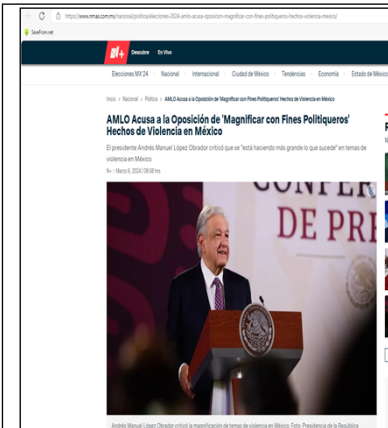 https://www.nmas.com.mx/nacional/politica/elecciones-2024-amlo-acusa-oposicion-magnificar-con-fines-politiqueros-hechos-violencia-mexico/
SaveFrom.net
N+ Descubre En Vivo
Elecciones MX 24 Nacional Internacional Ciudad de México Tendencias Economía Estado de México
Inicio > Nacional > Política > AMLO Acusa a la Oposición de 'Magnificar con Fines Politiqueros' Hechos de Violencia en México
AMLO Acusa a la Oposición de 'Magnificar con Fines Politiqueros'
Hechos de Violencia en México
El presidente Andrés Manuel López Obrador criticó que se "está haciendo más grande lo que sucede" en temas de
violencia en México
N+ | Marzo 6, 2024 | 08:58 hrs
CONFER
DE PRE
Andrés Manuel López Obrador criticó la magnificación de temas de violencia en México. Foto: Presidencia de la República